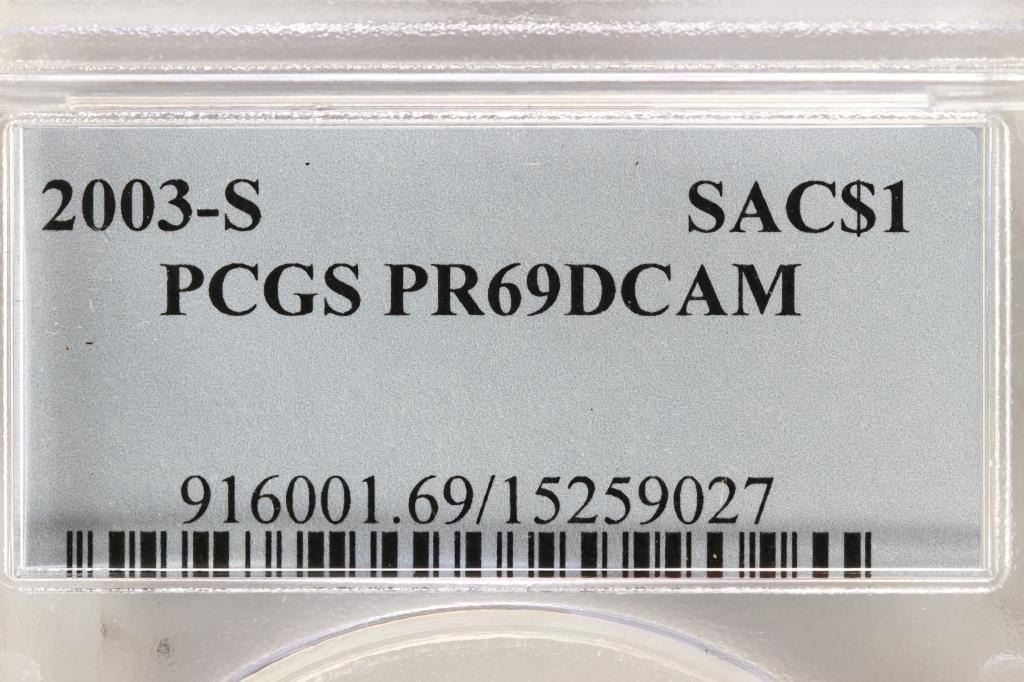 2003-S SAC$1
PCGS PR69DCAM
916001.69/15259027